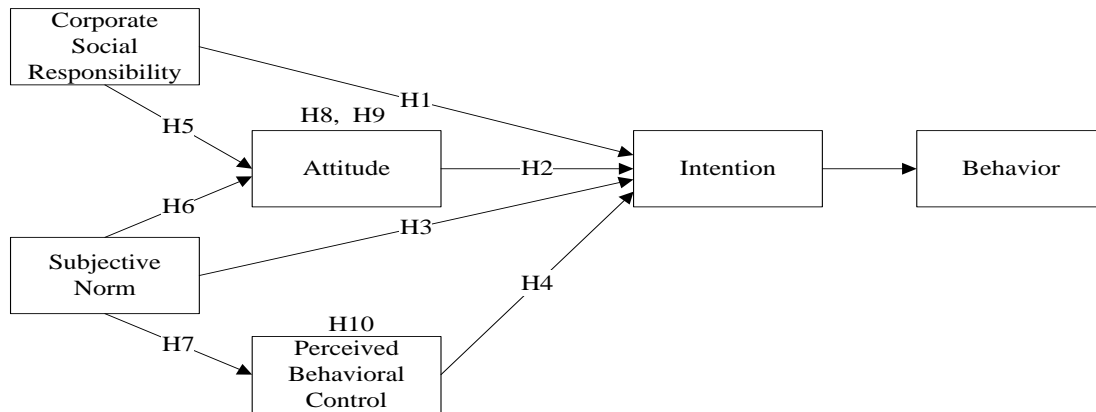 Corporate
Social
Responsibility
H1
H8, H9
H5
Attitude
H2
Intention
Behavior
H6
H3
Subjective
Norm
H4
H7
H10
Perceived
Behavioral
Control